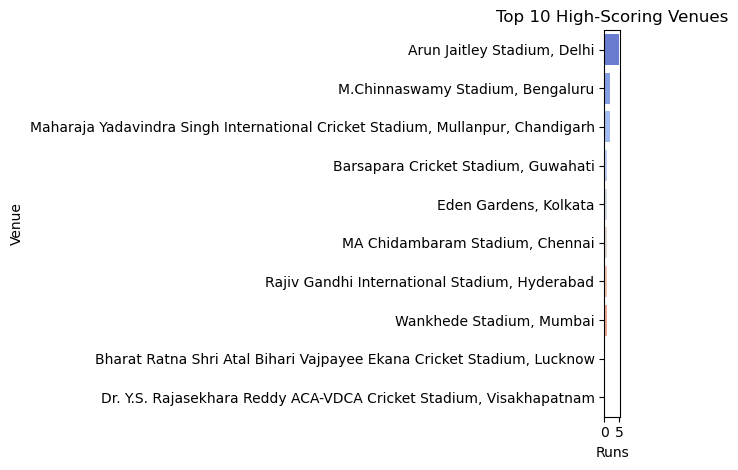 Top 10 High-Scoring Venues
Venue
Arun Jaitley Stadium, Delhi
M.Chinnaswamy Stadium, Bengaluru
Maharaja Yadavindra Singh International Cricket Stadium, Mullanpur, Chandigarh
Barsapara Cricket Stadium, Guwahati
Eden Gardens, Kolkata
MA Chidambaram Stadium, Chennai
Rajiv Gandhi International Stadium, Hyderabad
Wankhede Stadium, Mumbai
Bharat Ratna Shri Atal Bihari Vajpayee Ekana Cricket Stadium, Lucknow
Dr. Y.S. Rajasekhara Reddy ACA-VDCA Cricket Stadium, Visakhapatnam
0 5
Runs